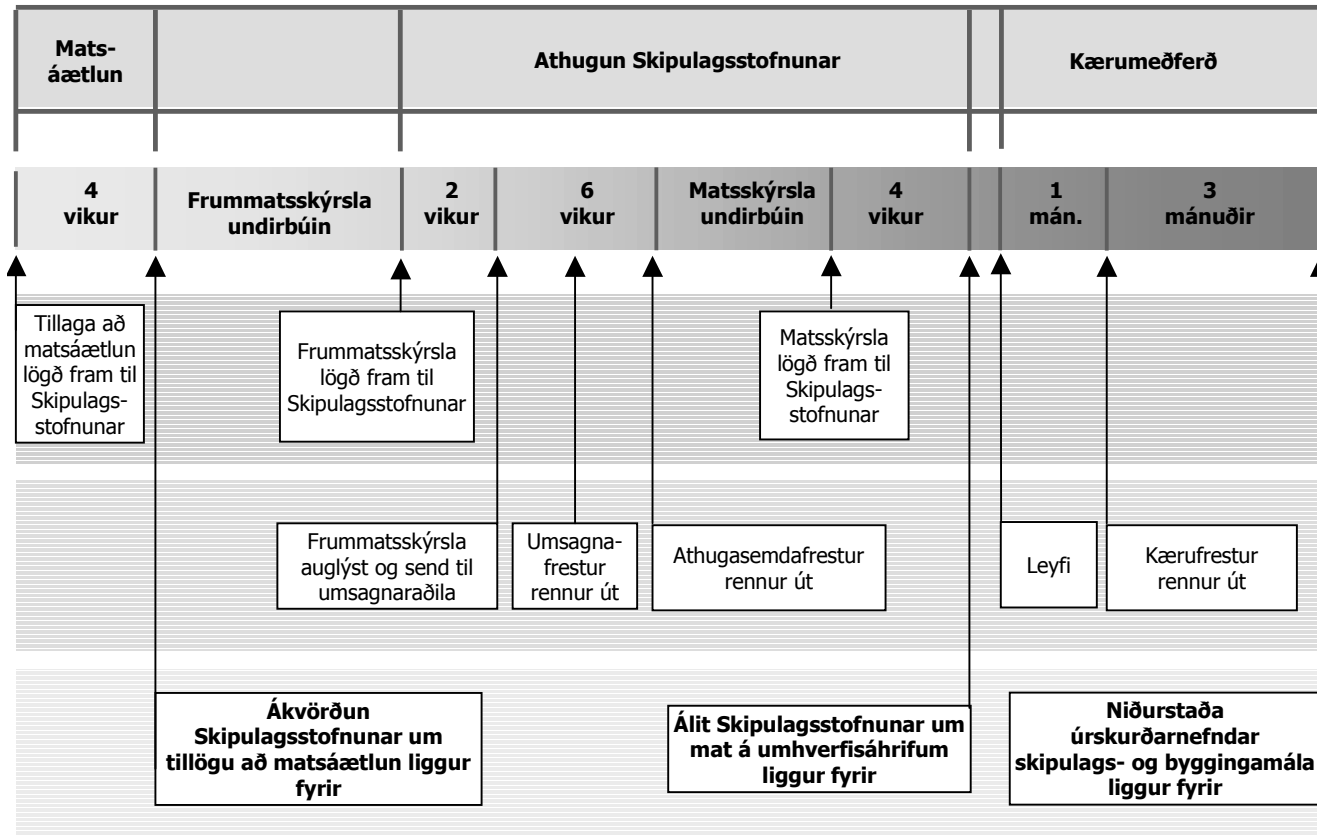 Mats-
áætlun
Athugun Skipulagsstofnunar
Kærumeðferð
4
vikur
Frummatsskýrsla
undirbúin
2
vikur
6
vikur
Matsskýrsla
undirbúin
4
vikur
1
mán.
3
mánuðir
Tillaga að
matsáætlun
lögð fram til
Skipulags-
stofnunar
Frummatsskýrsla
lögð fram til
Skipulagsstofnunar
Matsskýrsla
lögð fram til
Skipulags-
stofnunar
Frummatsskýrsla
auglýst og send til
umsagnaraðila
Umsagna-
frestur
rennur út
Athugasemdafrestur
rennur út
Leyfi
Kærufrestur
rennur út
Ákvörðun
Skipulagsstofnunar um
tillögu að matsáætlun liggur
fyrir
Álit Skipulagsstofnunar um
mat á umhverfisáhrifum
liggur fyrir
Niðurstaða
úrskurðarnefndar
skipulags- og byggingamála
liggur fyrir